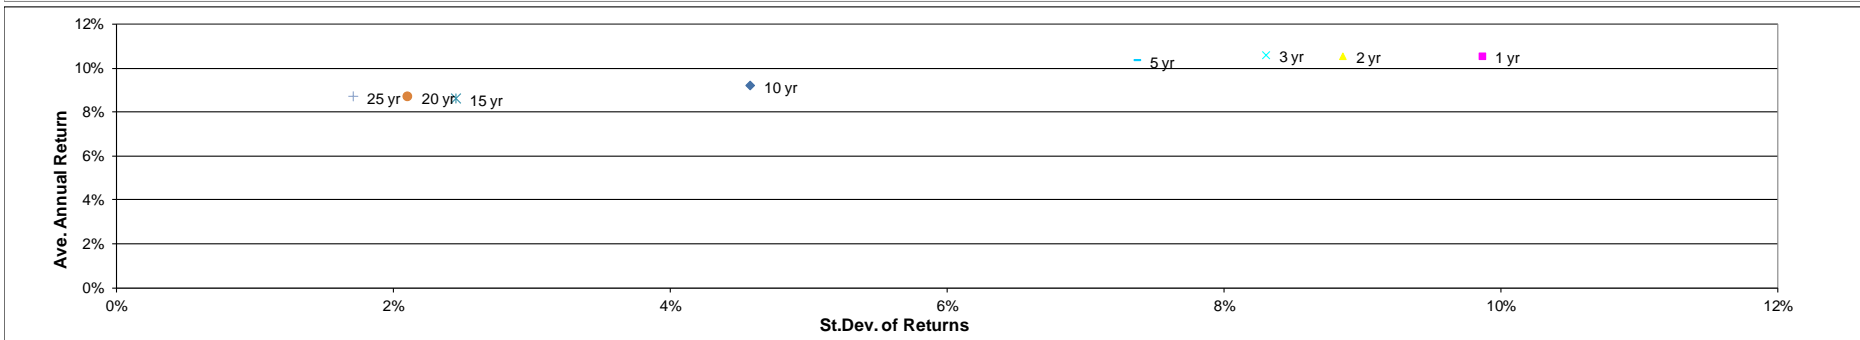 12%
10%
8%
6%
4%
2%
0%
Ave. Annual Return
25 yr
20 yr
15 yr
10 yr
5 yr
3 yr
2 yr
1 yr
0%
2%
4%
6%
8%
10%
12%
St.Dev. of Returns